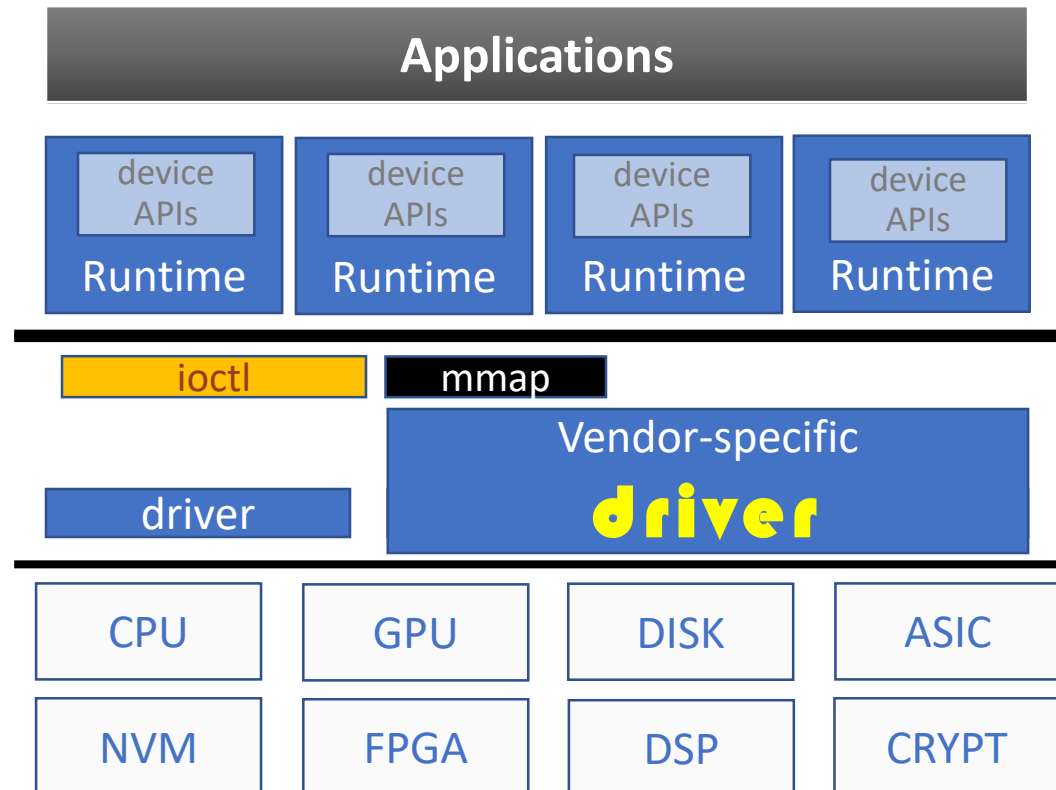 Applications
device
APIs
Runtime
device
APIs
Runtime
device
APIs
Runtime
device
APIs
Runtime
ioctl
mmap
Vendor-specific
driver
driver
CPU
GPU
DISK
ASIC
NVM
FPGA
DSP
CRYPT